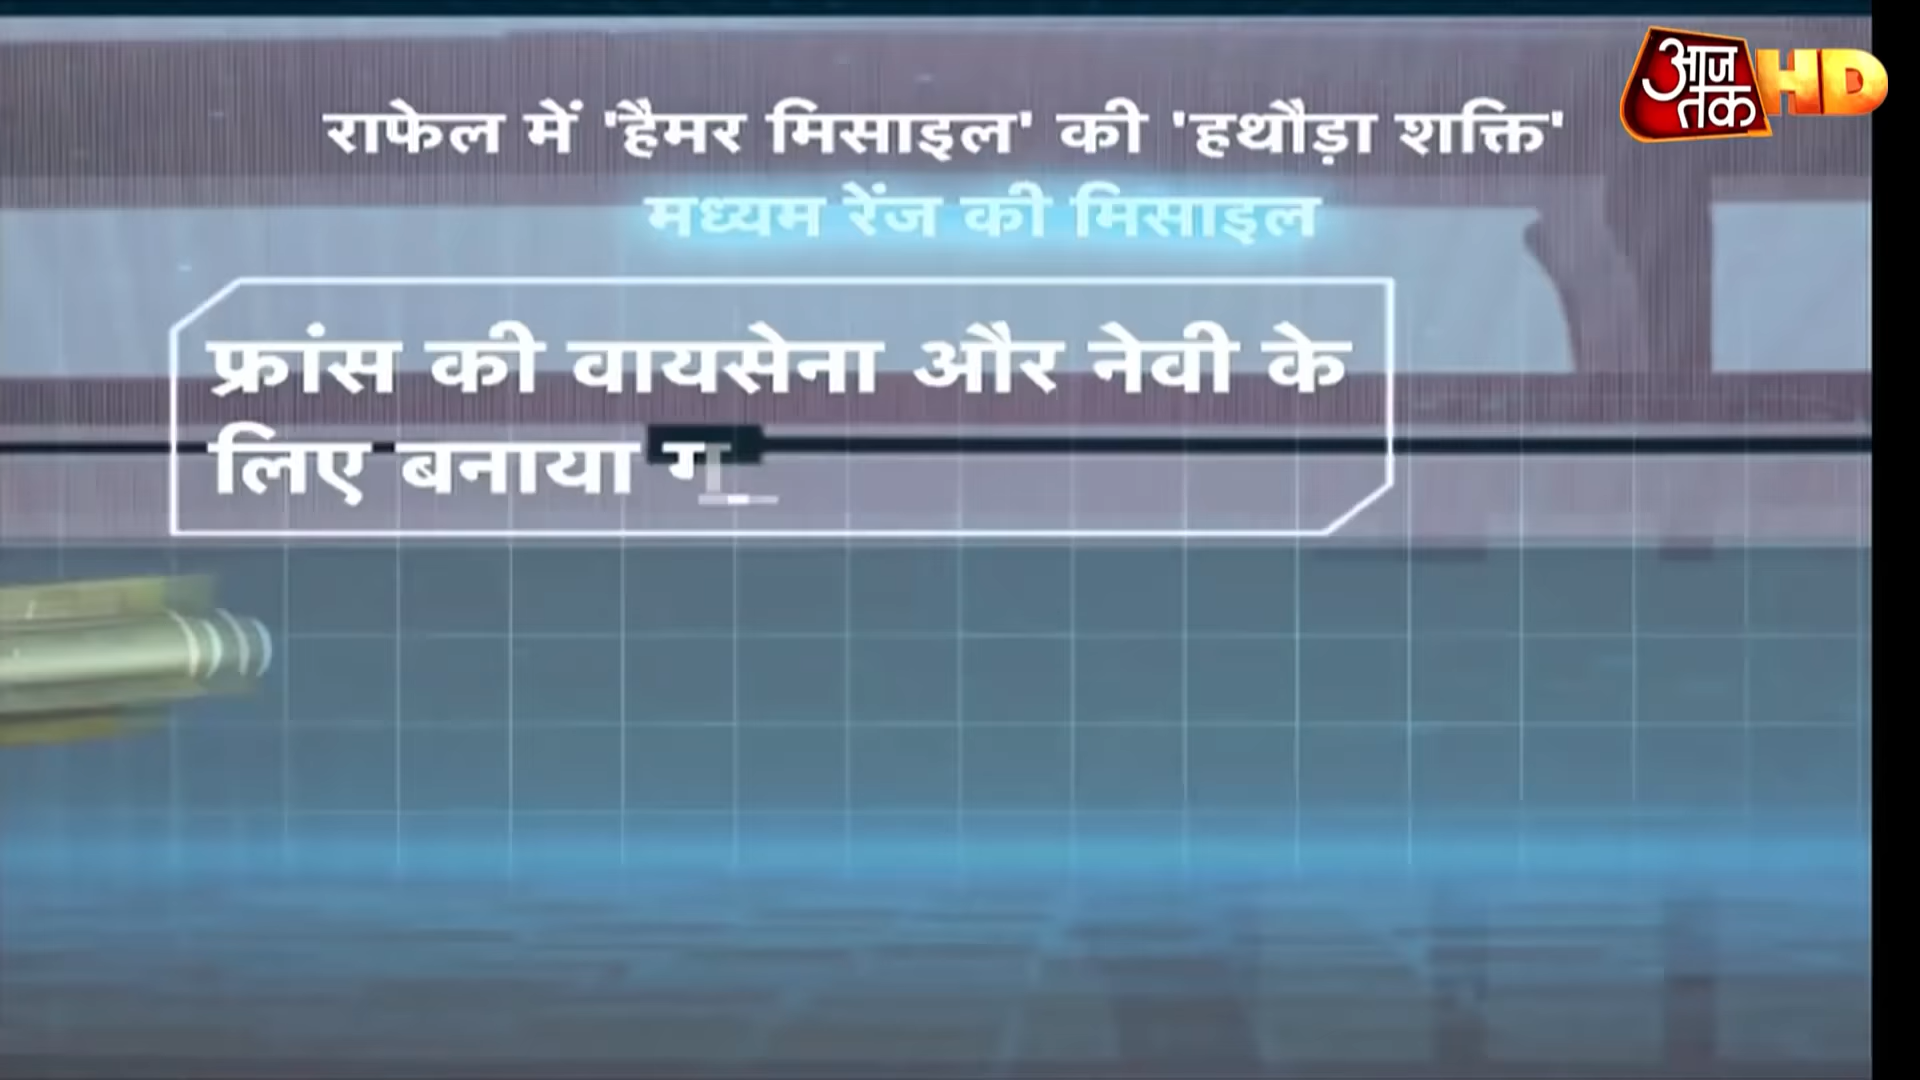 राफेल में 'हैमर मिसाइल' की 'हथौड़ा शक्ति'
आज तक HD
मध्यम रेंज की मिसाइल
फ्रांस की वायसेना और नेवी के
लिए बनाया